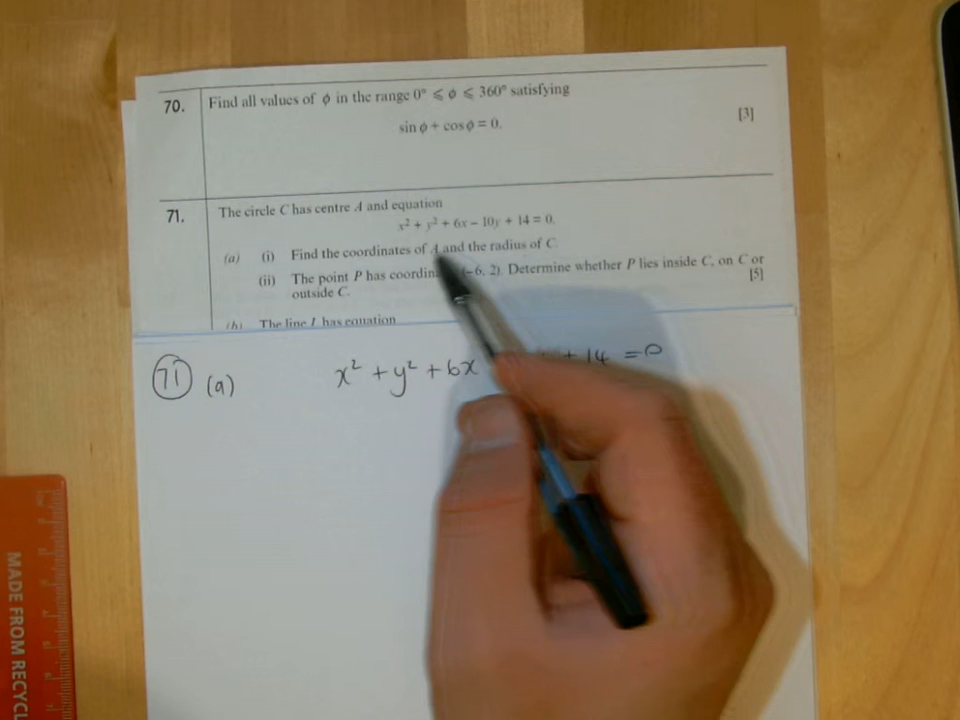 70. Find all values of ϕ in the range 0° ⩽ ϕ ⩽ 360° satisfying
sin ϕ + cos ϕ = 0.
[3]
71. The circle C has centre A and equation
x² + y² + 6x − 10y + 14 = 0.
(a) (i) Find the coordinates of A and the radius of C.
(ii) The point P has coordin (−6, 2). Determine whether P lies inside C, on C or
outside C.
[5]
(b) The line L has equation
71 (a) x² + y² + 6x + 14 = 0
MADE FROM RECYCL